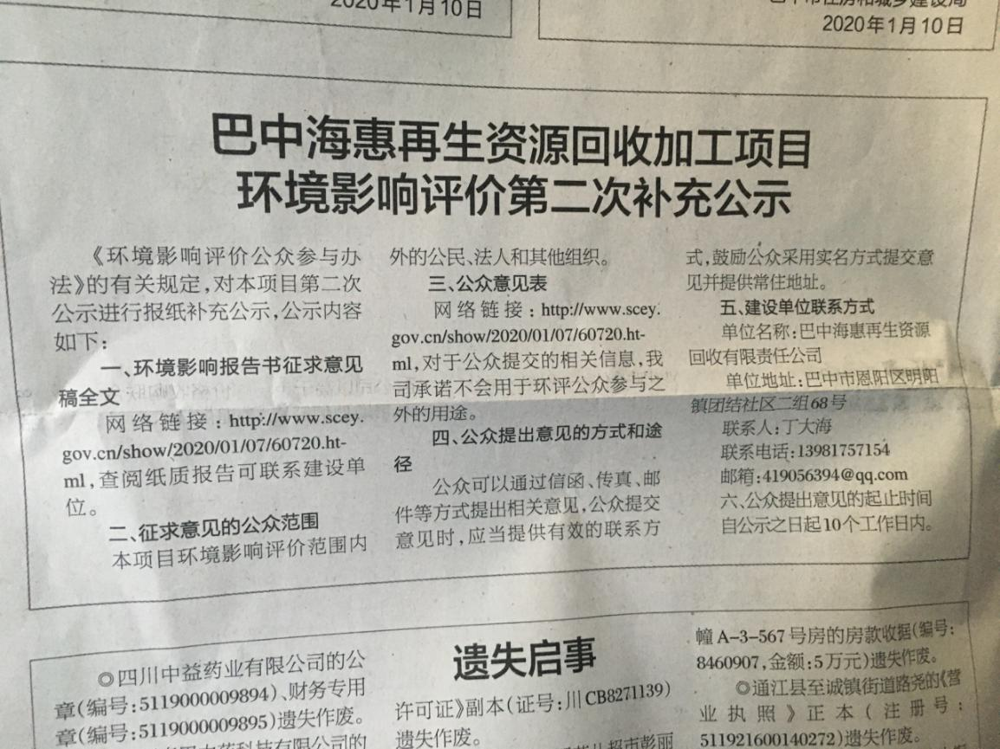 2020年1月10日
巴中市住房和城乡建设局
2020年1月10日
巴中海惠再生资源回收加工项目
环境影响评价第二次补充公示
《环境影响评价公众参与办
法》的有关规定,对本项目第二次
公示进行报纸补充公示,公示内容
如下:
一、环境影响报告书征求意见
稿全文
网络链接:http://www.scey.
gov.cn/show/2020/01/07/60720.ht-
ml,查阅纸质报告可联系建设单
位。
二、征求意见的公众范围
本项目环境影响评价范围内
外的公民、法人和其他组织。
三、公众意见表
网络链接:http://www.scey.
gov.cn/show/2020/01/07/60720.ht-
ml,对于公众提交的相关信息,我
司承诺不会用于环评公众参与之
外的用途。
四、公众提出意见的方式和途
径
公众可以通过信函、传真、邮
件等方式提出相关意见,公众提交
意见时,应当提供有效的联系方
式,鼓励公众采用实名方式提交意
见并提供常住地址。
五、建设单位联系方式
单位名称:巴中海惠再生资源
回收有限责任公司
单位地址:巴中市恩阳区明阳
镇团结社区二组68号
联系人:丁大海
联系电话:13981757154
邮箱:419056394@qq.com
六、公众提出意见的起止时间
自公示之日起10个工作日内。
遗失启事
◎四川中益药业有限公司的公
章(编号:5119000009894)、财务专用
章(编号:5119000009895)遗失作废。
有限公司的
许可证》副本(证号:川CB8271139)
遗失作废。
超市彭丽
幢A-3-567号房的房款收据(编号:
8460907,金额:5万元)遗失作废。
◎通江县至诚镇街道路尧的《营
业执照》正本(注册号:
511921600140272)遗失作废。